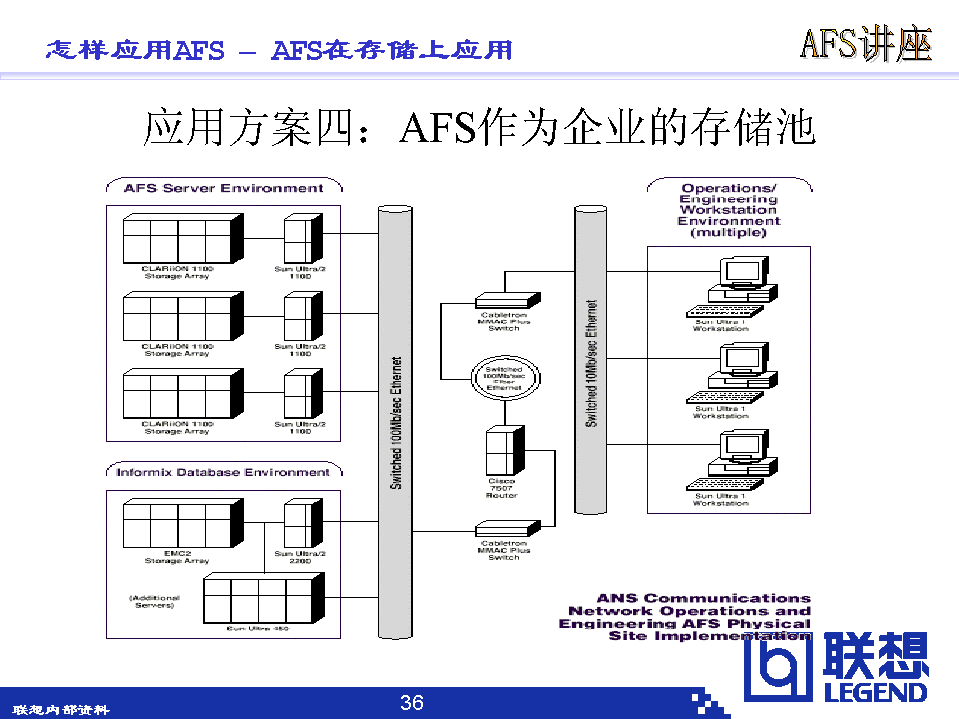 怎样应用AFS – AFS在存储上应用
AFS讲座
应用方案四：AFS作为企业的存储池
AFS Server Environment
CLARiiON 1100
Storage Array
Sun Ultra/2
1100
CLARiiON 1100
Storage Array
Sun Ultra/2
1100
CLARiiON 1100
Storage Array
Sun Ultra/2
1100
Informix Database Environment
EMC2
Storage Array
Sun Ultra/2
2200
(Additional
Servers)
Sun Ultra 450
Switched 100Mb/sec Ethernet
Cabletron
MMAC Plus
Switch
Switched
100Mb/sec
Fiber
Ethernet
Cisco
7507
Router
Cabletron
MMAC Plus
Switch
Switched 10Mb/sec Ethernet
Operations/
Engineering
Workstation
Environment
(multiple)
Sun Ultra 1
Workstation
Sun Ultra 1
Workstation
Sun Ultra 1
Workstation
ANS Communications
Network Operations and
Engineering AFS Physical
Site Implementation
联想
LEGEND
联想内部资料
36